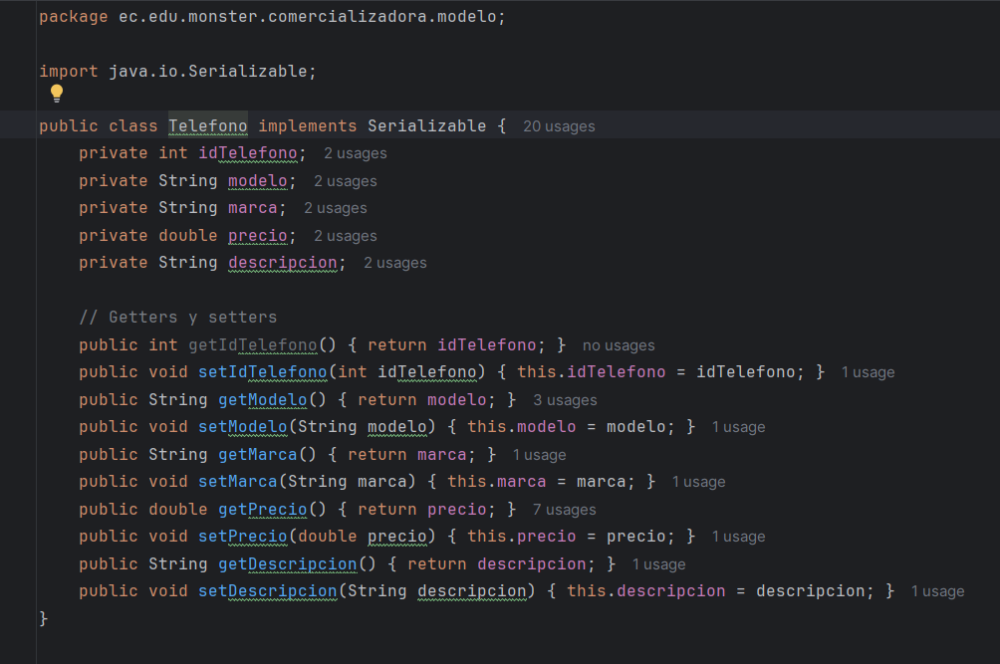 package ec.edu.monster.comercializadora.modelo;
import java.io.Serializable;
public class Telefono implements Serializable { 20 usages
private int idTelefono; 2 usages
private String modelo; 2 usages
private String marca; 2 usages
private double precio; 2 usages
private String descripcion; 2 usages
// Getters y setters
public int getIdTelefono() { return idTelefono; } no usages
public void setIdTelefono(int idTelefono) { this.idTelefono = idTelefono; } 1 usage
public String getModelo() { return modelo; } 3 usages
public void setModelo(String modelo) { this.modelo = modelo; } 1 usage
public String getMarca() { return marca; } 1 usage
public void setMarca(String marca) { this.marca = marca; } 1 usage
public double getPrecio() { return precio; } 7 usages
public void setPrecio(double precio) { this.precio = precio; } 1 usage
public String getDescripcion() { return descripcion; } 1 usage
public void setDescripcion(String descripcion) { this.descripcion = descripcion; } 1 usage
}